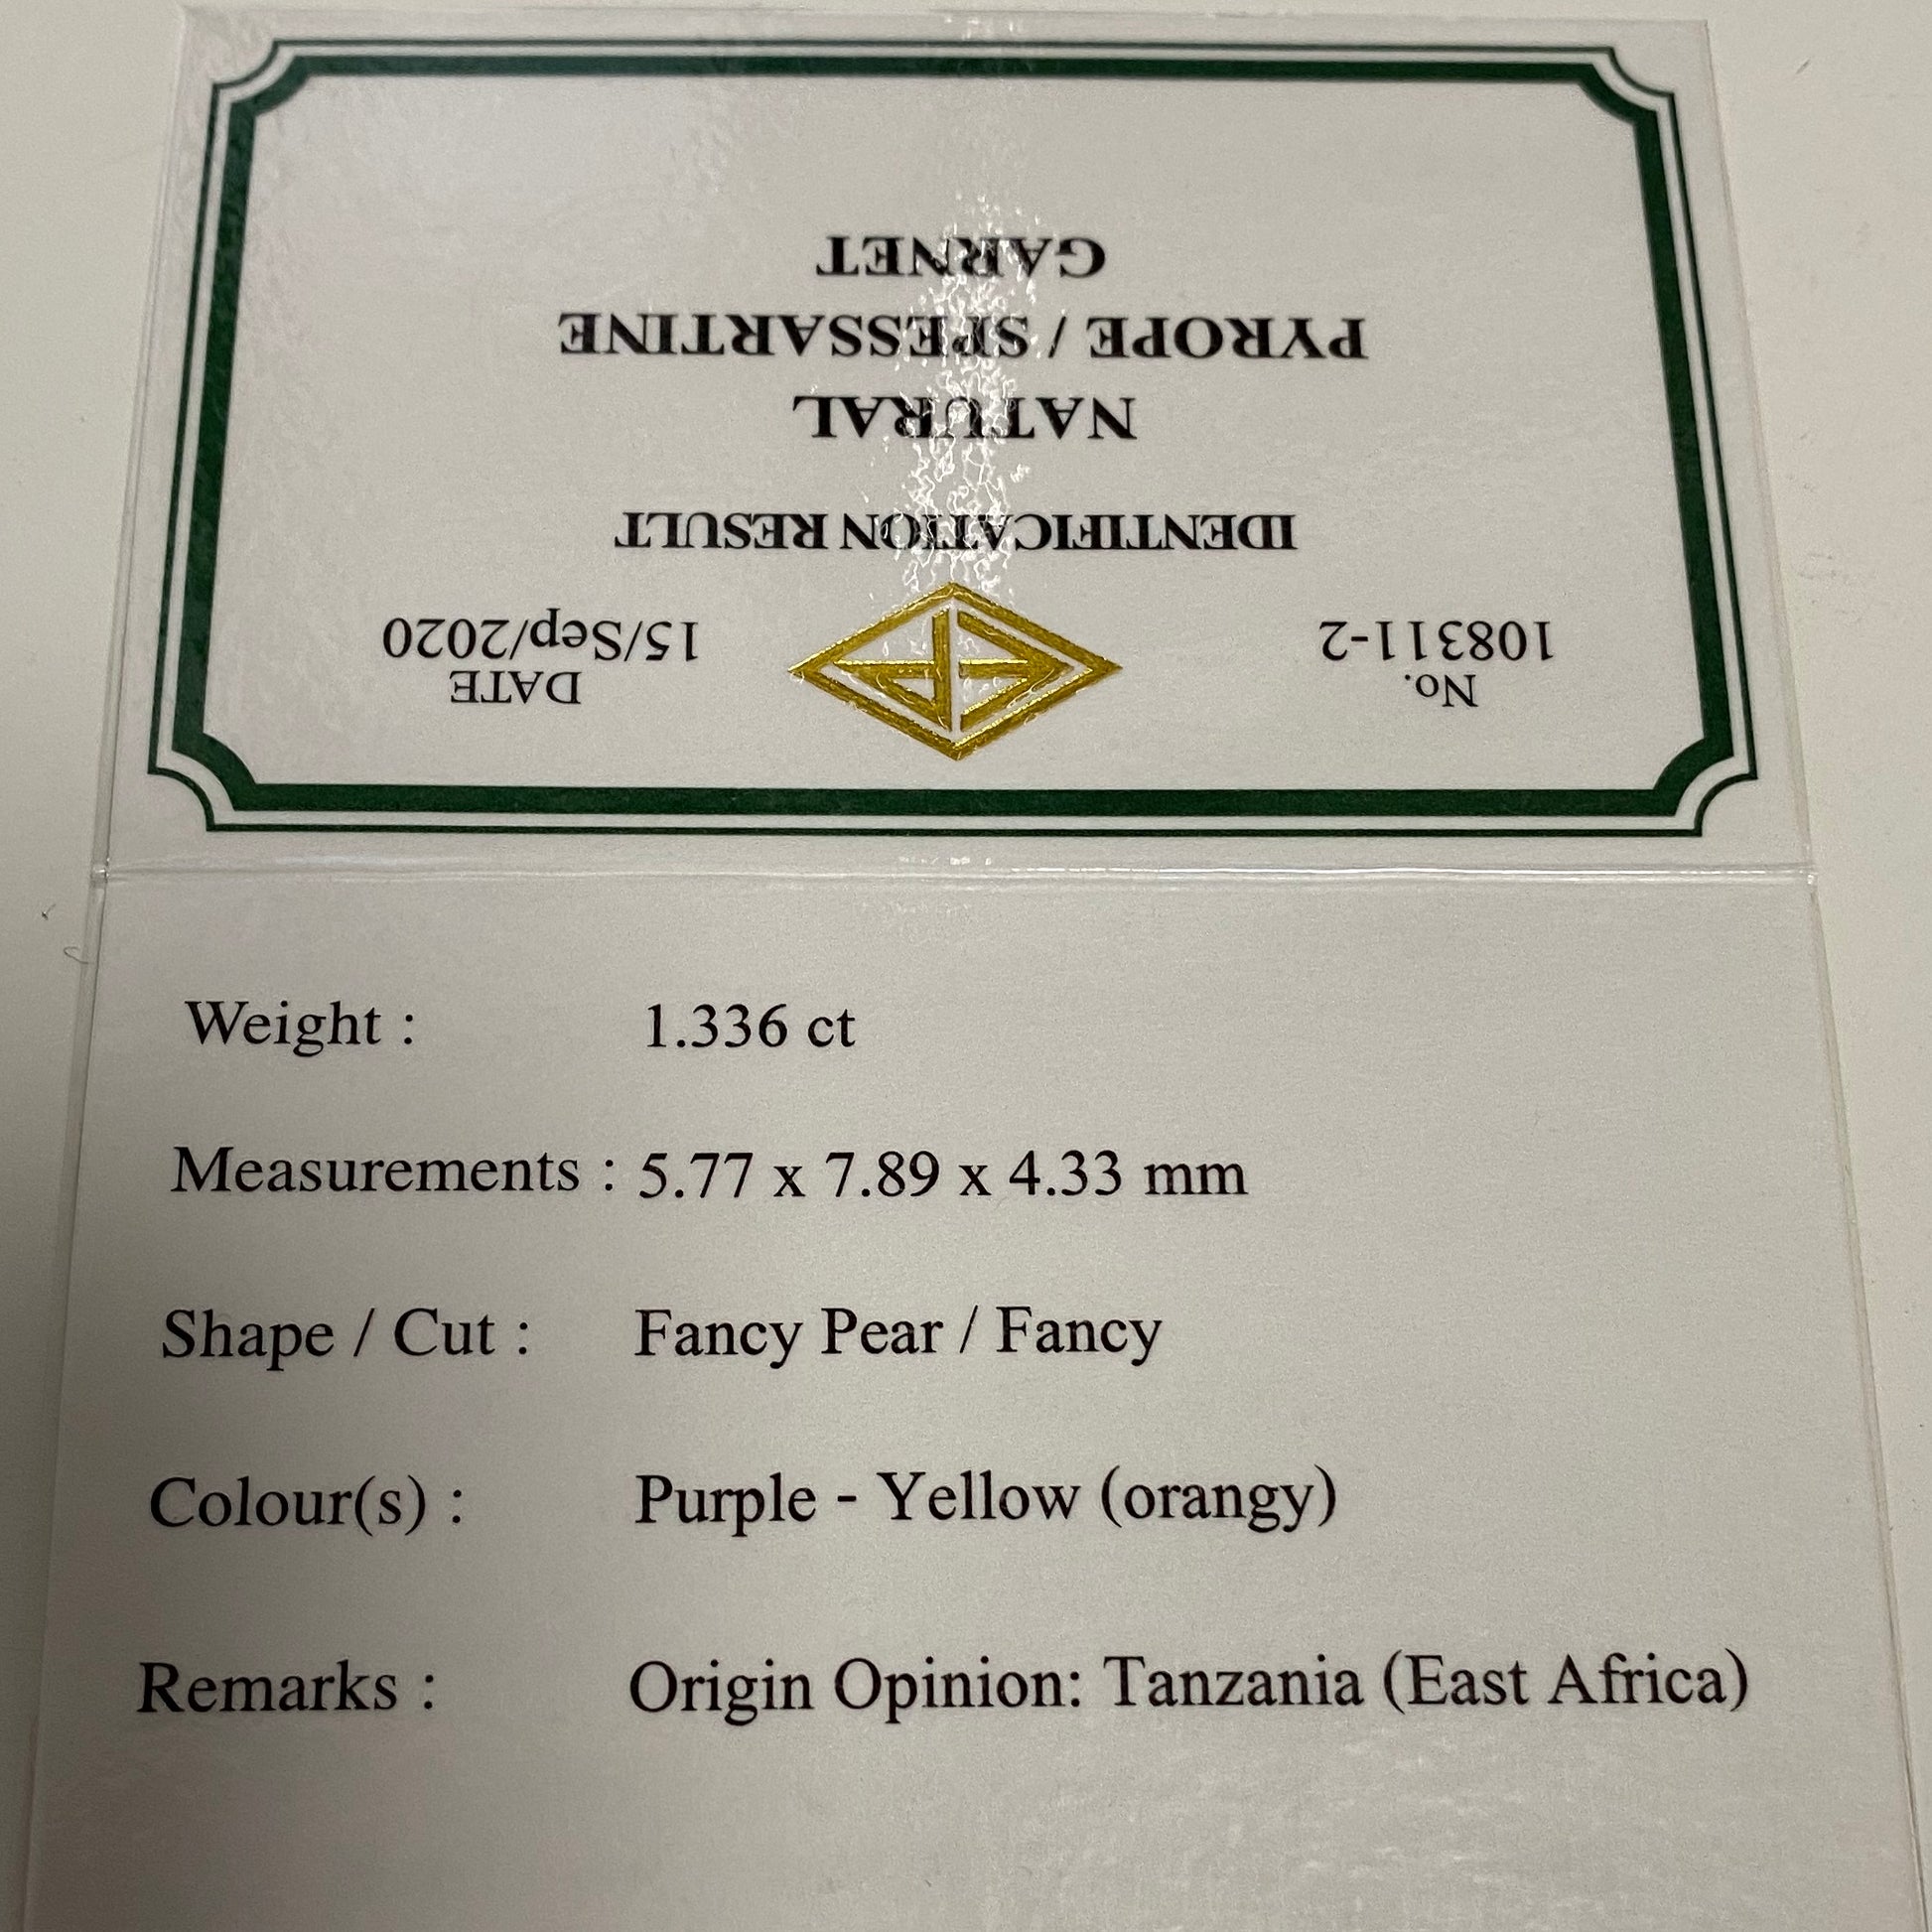 No.
108311-2
DATE
15/Sep/2020
IDENTIFICATION RESULT
NATURAL
PYROPE / SPESSARTINE
GARNET
Weight : 1.336 ct
Measurements : 5.77 x 7.89 x 4.33 mm
Shape / Cut : Fancy Pear / Fancy
Colour(s) : Purple - Yellow (orangy)
Remarks : Origin Opinion: Tanzania (East Africa)